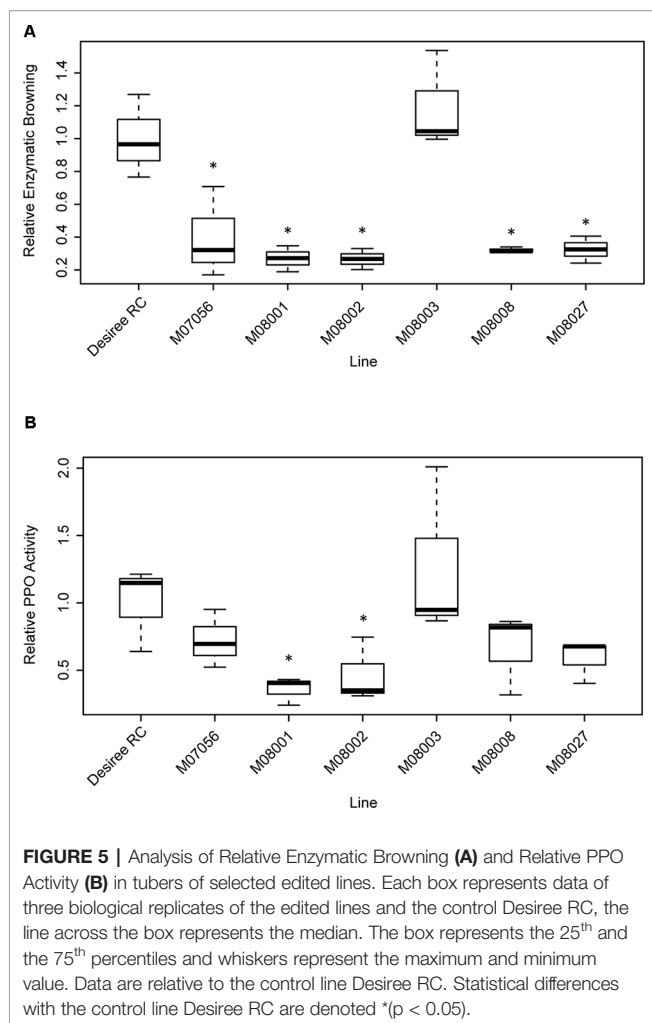 A
Relative Enzymatic Browning
1.4
1.2
1.0
0.8
0.6
0.4
0.2
* * * * *
Desiree RC M07056 M08001 M08002 M08003 M08008 M08027
Line
B
Relative PPO Activity
2.0
1.5
1.0
0.5
* *
Desiree RC M07056 M08001 M08002 M08003 M08008 M08027
Line
FIGURE 5 | Analysis of Relative Enzymatic Browning (A) and Relative PPO
Activity (B) in tubers of selected edited lines. Each box represents data of
three biological replicates of the edited lines and the control Desiree RC, the
line across the box represents the median. The box represents the 25th and
the 75th percentiles and whiskers represent the maximum and minimum
value. Data are relative to the control line Desiree RC. Statistical differences
with the control line Desiree RC are denoted *(p < 0.05).